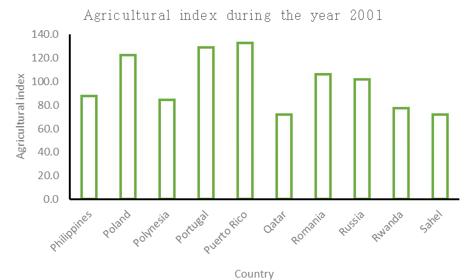 Agricultural index during the year 2001
Agricultural index
140.0
120.0
100.0
80.0
60.0
40.0
20.0
0.0
Philippines
Poland
Polynesia
Portugal
Puerto Rico
Qatar
Romania
Russia
Rwanda
Sahel
Country